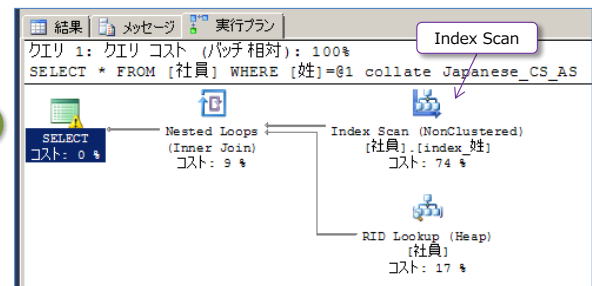 結果 メッセージ 実行プラン
Index Scan
クエリ 1: クエリ コスト (バッチ相対): 100%
SELECT * FROM [社員] WHERE [姓]=@1 collate Japanese_CS_AS
SELECT
コスト: 0 %
Nested Loops
(Inner Join)
コスト: 9 %
Index Scan (NonClustered)
[社員].[index_姓]
コスト: 74 %
RID Lookup (Heap)
[社員]
コスト: 17 %